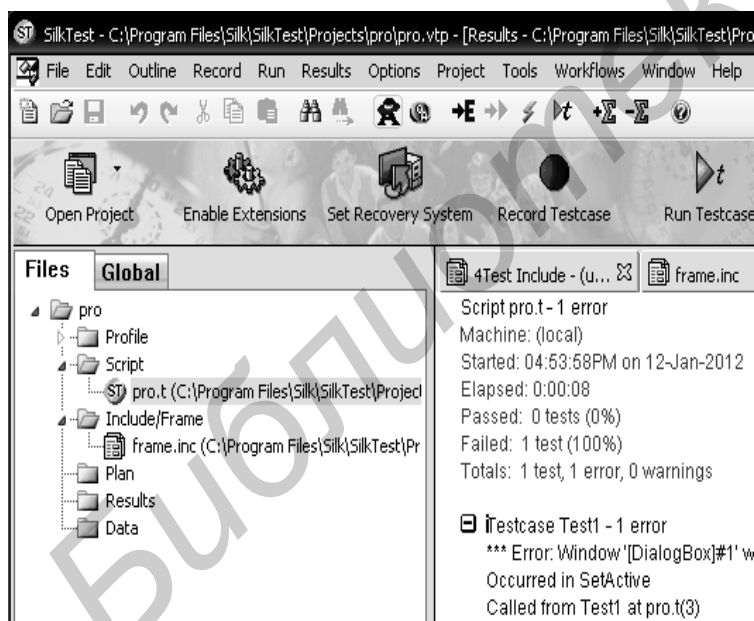 SilkTest - C:\Program Files\Silk\SilkTest\Projects\pro\pro.vtp - [Results - C:\Program Files\Silk\SilkTest\Pro
File Edit Outline Record Run Results Options Project Tools Workflows Window Help
Open Project Enable Extensions Set Recovery System Record Testcase Run Testcase
Files Global
pro
Profile
Script
pro.t (C:\Program Files\Silk\SilkTest\Project
Include/Frame
frame.inc (C:\Program Files\Silk\SilkTest\Pr
Plan
Results
Data
4Test Include - (u... frame.inc
Script pro.t - 1 error
Machine: (local)
Started: 04:53:58PM on 12-Jan-2012
Elapsed: 0:00:08
Passed: 0 tests (0%)
Failed: 1 test (100%)
Totals: 1 test, 1 error, 0 warnings
Testcase Test1 - 1 error
*** Error: Window '[DialogBox]#1' w
Occurred in SetActive
Called from Test1 at pro.t(3)
Библиотек